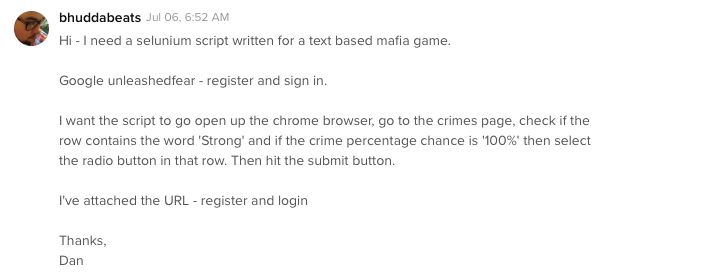 bhuddabeats Jul 06, 6:52 AM
Hi - I need a selunium script written for a text based mafia game.
Google unleashedfear - register and sign in.
I want the script to go open up the chrome browser, go to the crimes page, check if the
row contains the word 'Strong' and if the crime percentage chance is '100%' then select
the radio button in that row. Then hit the submit button.
I've attached the URL - register and login
Thanks,
Dan